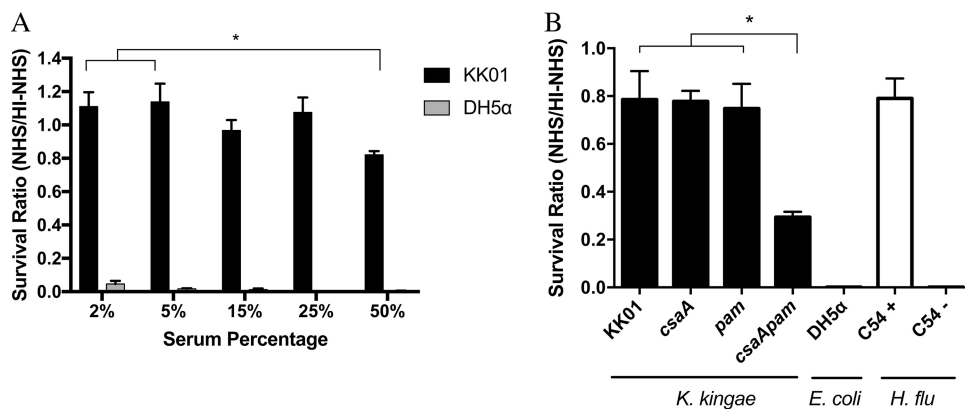 A
*
Survival Ratio (NHS/HI-NHS)
1.4
1.2
1.0
0.8
0.6
0.4
0.2
0.0
2% 5% 15% 25% 50%
Serum Percentage
KK01
DH5α
B
*
Survival Ratio (NHS/HI-NHS)
1.0
0.8
0.6
0.4
0.2
0.0
KK01 csaA pam csaApam DH5α C54 + C54 -
K. kingae E. coli H. flu